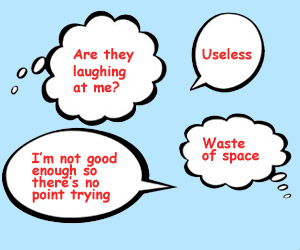 Are they
laughing
at me?
Useless
I'm not good
enough so
there's no
point trying
Waste
of space